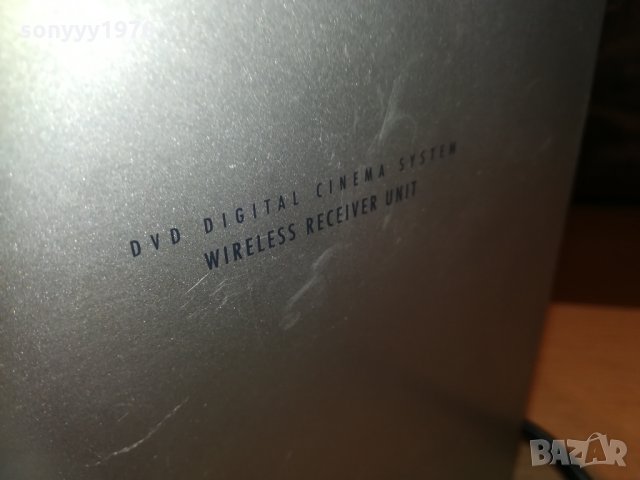 sonyyy1976
DVD DIGITAL CINEMA SYSTEM
WIRELESS RECEIVER UNIT
BAZAR